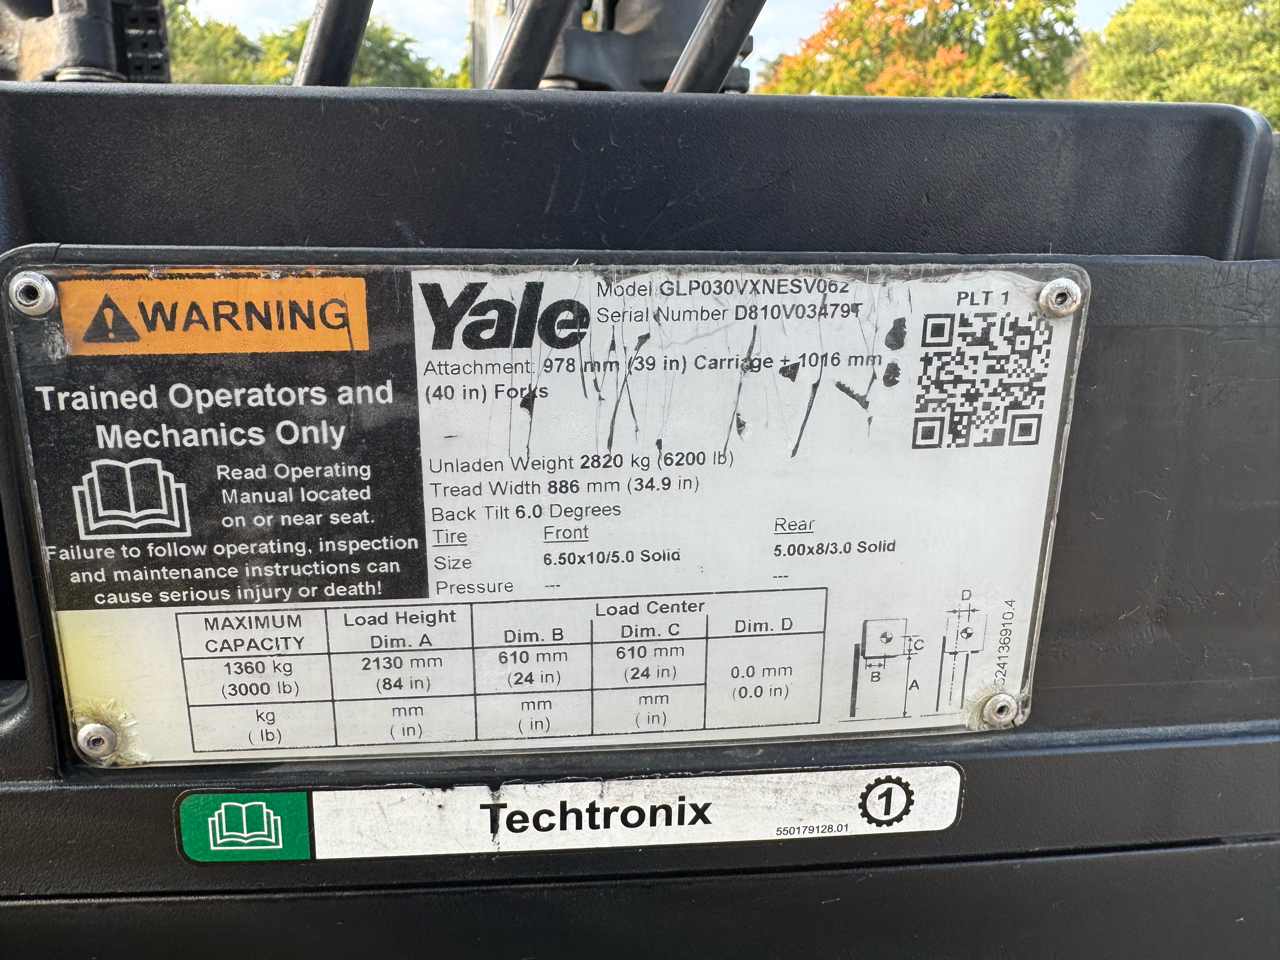 WARNING
Trained Operators and
Mechanics Only
Read Operating
Manual located
on or near seat.
Failure to follow operating, inspection
and maintenance instructions can
cause serious injury or death!
Yale
Model GLP030VXNESV062
Serial Number D810V03479T
PLT 1
Attachment: 978 mm (39 in) Carriage + 1016 mm
(40 in) Forks
Unladen Weight 2820 kg (6200 lb)
Tread Width 886 mm (34.9 in)
Back Tilt 6.0 Degrees
Tire Front Rear
Size 6.50x10/5.0 Solid 5.00x8/3.0 Solid
Pressure --- ---
MAXIMUM CAPACITY Load Height Dim. A Load Center
Dim. B Dim. C Dim. D
1360 kg 2130 mm 610 mm 610 mm 0.0 mm
(3000 lb) (84 in) (24 in) (24 in) (0.0 in)
kg mm mm mm
( lb) ( in) ( in) ( in)
D
C
B
A
524136910.4
Techtronix
550179128.01
1